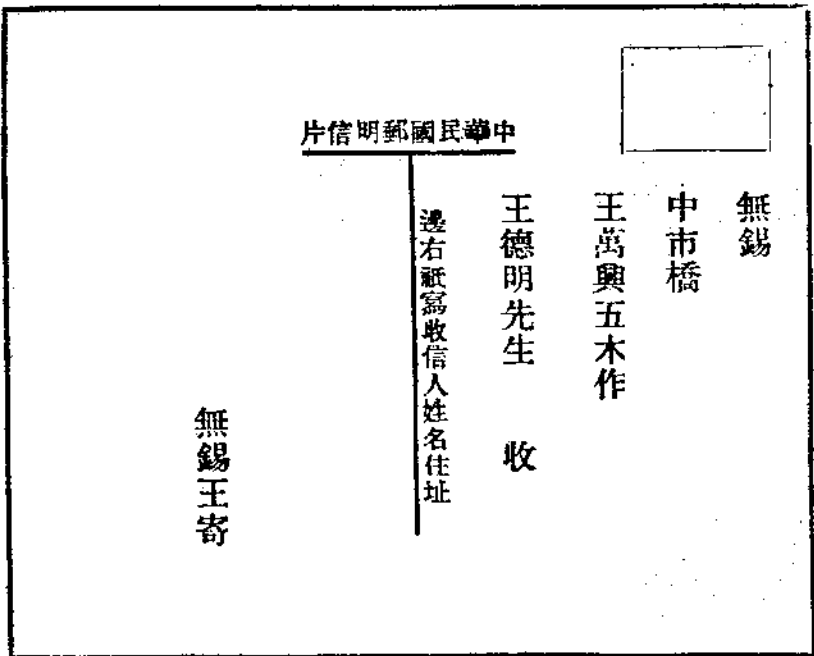 中華民國郵明信片
無錫
中市橋
王萬興五木作
王德明先生　收
邊右祇寫收信人姓名住址
無錫王寄